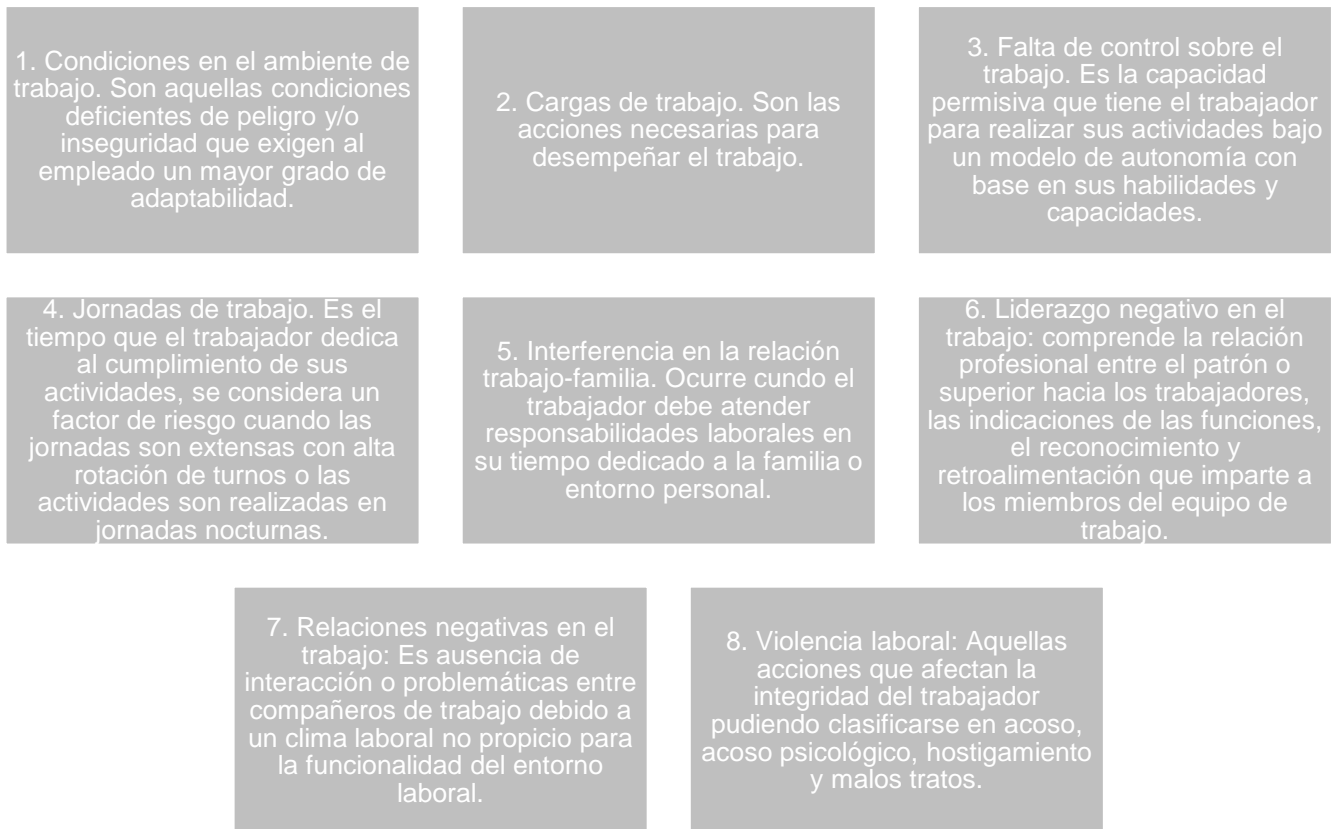 1. Condiciones en el ambiente de
trabajo. Son aquellas condiciones
deficientes de peligro y/o
inseguridad que exigen al
empleado un mayor grado de
adaptabilidad.
2. Cargas de trabajo. Son las
acciones necesarias para
desempeñar el trabajo.
3. Falta de control sobre el
trabajo. Es la capacidad
permisiva que tiene el trabajador
para realizar sus actividades bajo
un modelo de autonomía con
base en sus habilidades y
capacidades.
4. Jornadas de trabajo. Es el
tiempo que el trabajador dedica
al cumplimiento de sus
actividades, se considera un
factor de riesgo cuando las
jornadas son extensas con alta
rotación de turnos o las
actividades son realizadas en
jornadas nocturnas.
5. Interferencia en la relación
trabajo-familia. Ocurre cundo el
trabajador debe atender
responsabilidades laborales en
su tiempo dedicado a la familia o
entorno personal.
6. Liderazgo negativo en el
trabajo: comprende la relación
profesional entre el patrón o
superior hacia los trabajadores,
las indicaciones de las funciones,
el reconocimiento y
retroalimentación que imparte a
los miembros del equipo de
trabajo.
7. Relaciones negativas en el
trabajo: Es ausencia de
interacción o problemáticas entre
compañeros de trabajo debido a
un clima laboral no propicio para
la funcionalidad del entorno
laboral.
8. Violencia laboral: Aquellas
acciones que afectan la
integridad del trabajador
pudiendo clasificarse en acoso,
acoso psicológico, hostigamiento
y malos tratos.